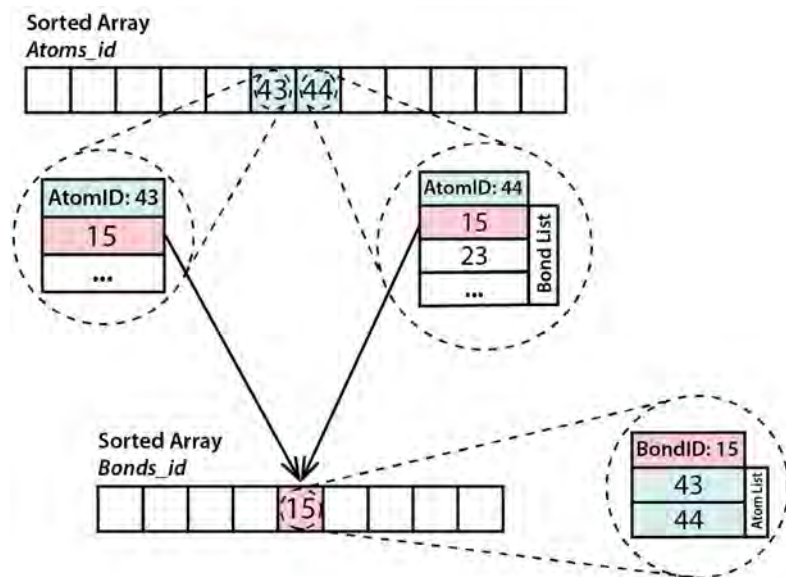 Sorted Array
Atoms_id
43 44
AtomID: 43
15
...
AtomID: 44
15
23
...
Bond List
Sorted Array
Bonds_id
15
BondID: 15
43
44
Atom List